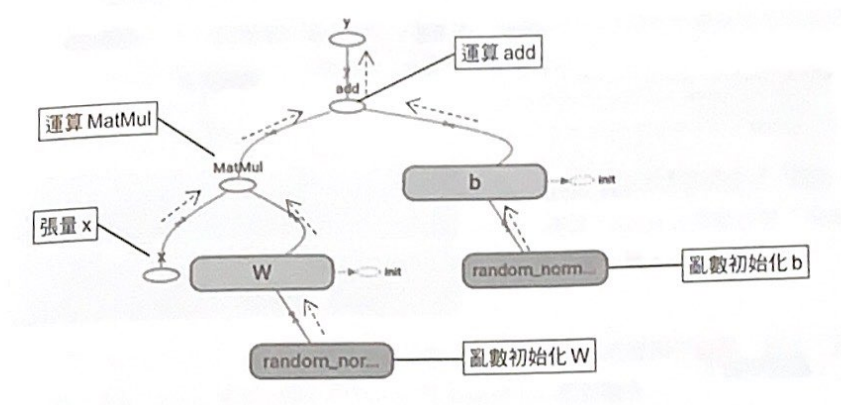 y
運算 add
add
運算 MatMul
MatMul
b
init
張量 x
x
W
init
random_norm...
亂數初始化 b
random_nor...
亂數初始化 W